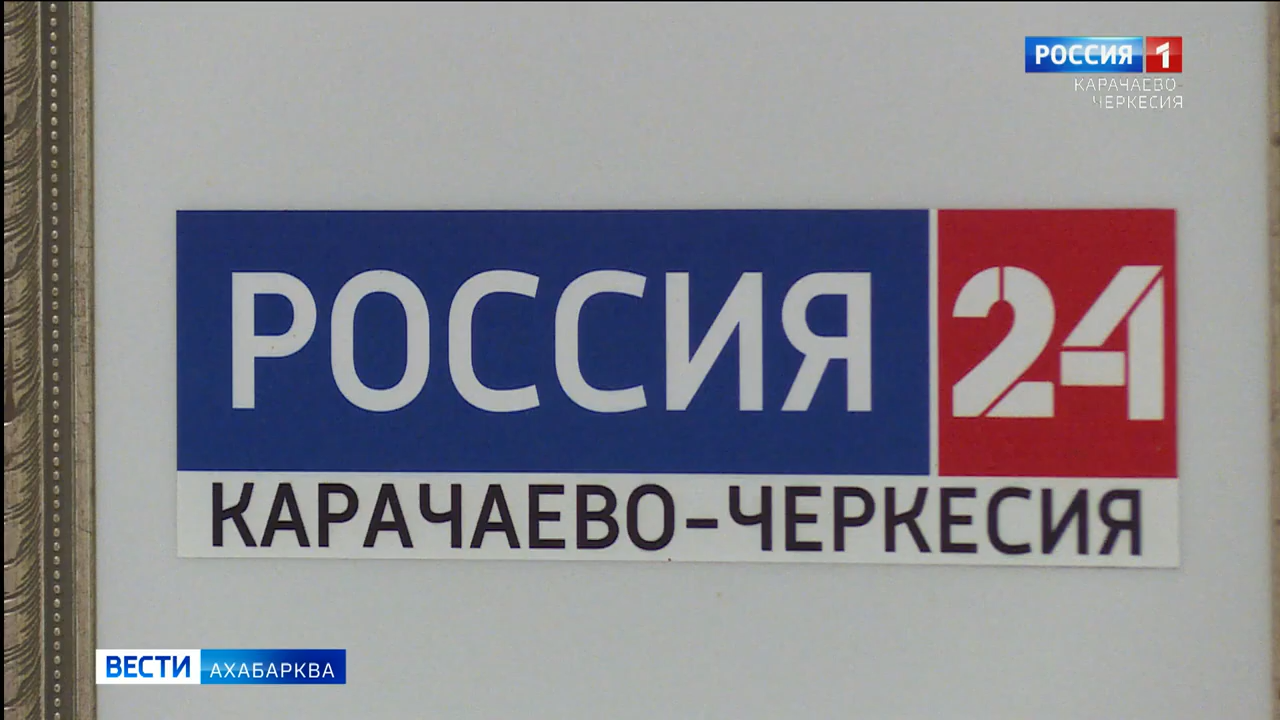 РОССИЯ 1
КАРАЧАЕВО-
ЧЕРКЕСИЯ
РОССИЯ 24
КАРАЧАЕВО-ЧЕРКЕСИЯ
ВЕСТИ АХАБАРКВА